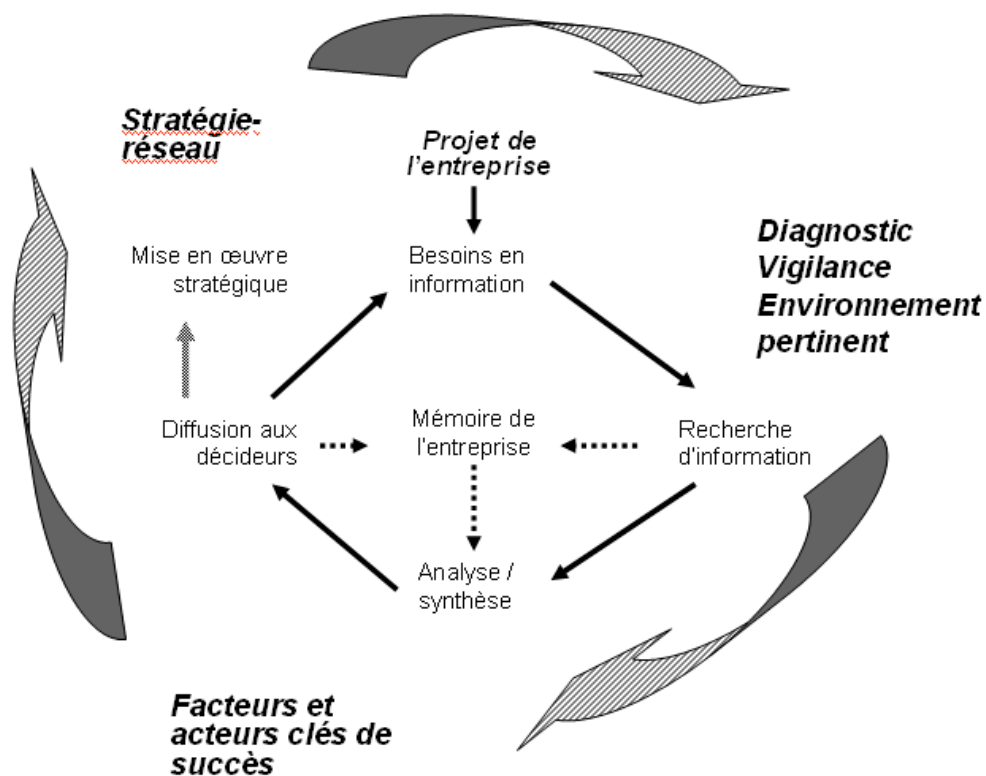 Stratégie-
réseau
Projet de
l'entreprise
Mise en œuvre
stratégique
Besoins en
information
Diagnostic
Vigilance
Environnement
pertinent
Diffusion aux
décideurs
Mémoire de
l'entreprise
Recherche
d'information
Analyse /
synthèse
Facteurs et
acteurs clés de
succès